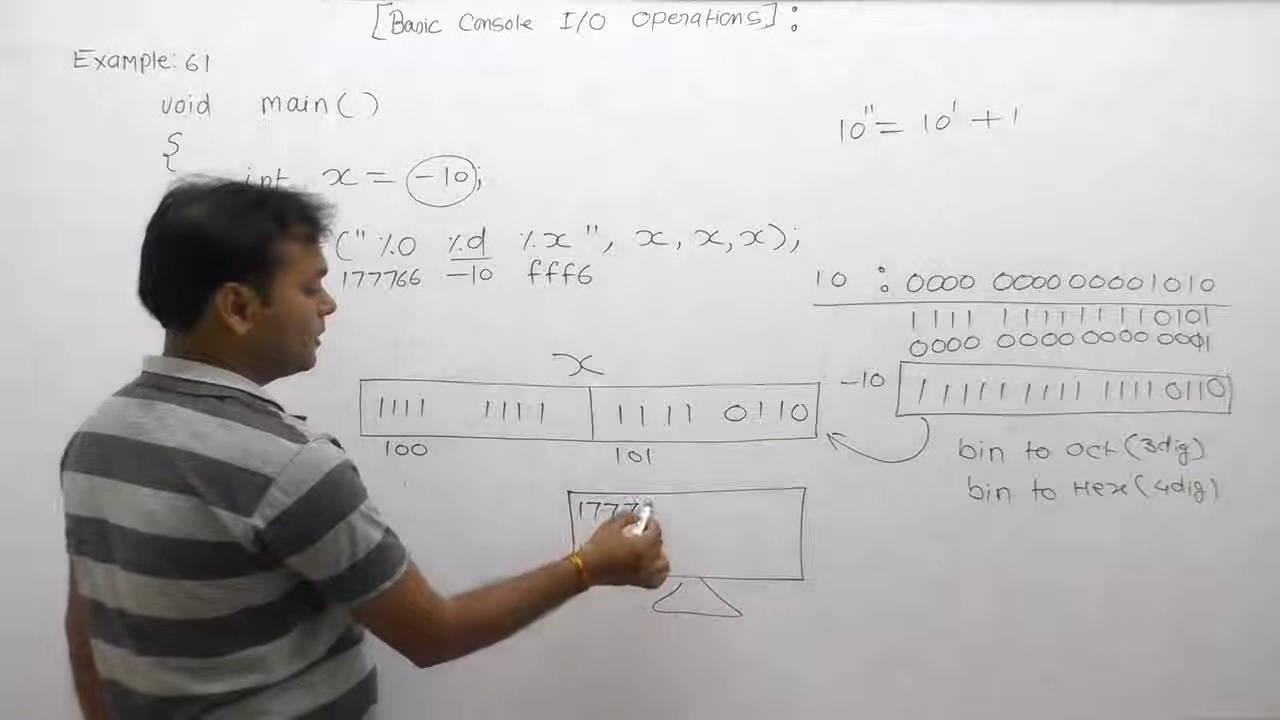 [Basic Console I/O Operations]:
Example: 61
void main()
{
int x = -10;
(" %o %d %x ", x, x, x);
177766 -10 fff6
10" = 10' + 1
10 : 0000 0000 0000 1010
1111 1111 1111 0101
0000 0000 0000 0001
-10 1111 1111 1111 0110
x
1111 1111 1111 0110
100 101
bin to Oct (3dig)
bin to Hex (4dig)
1777